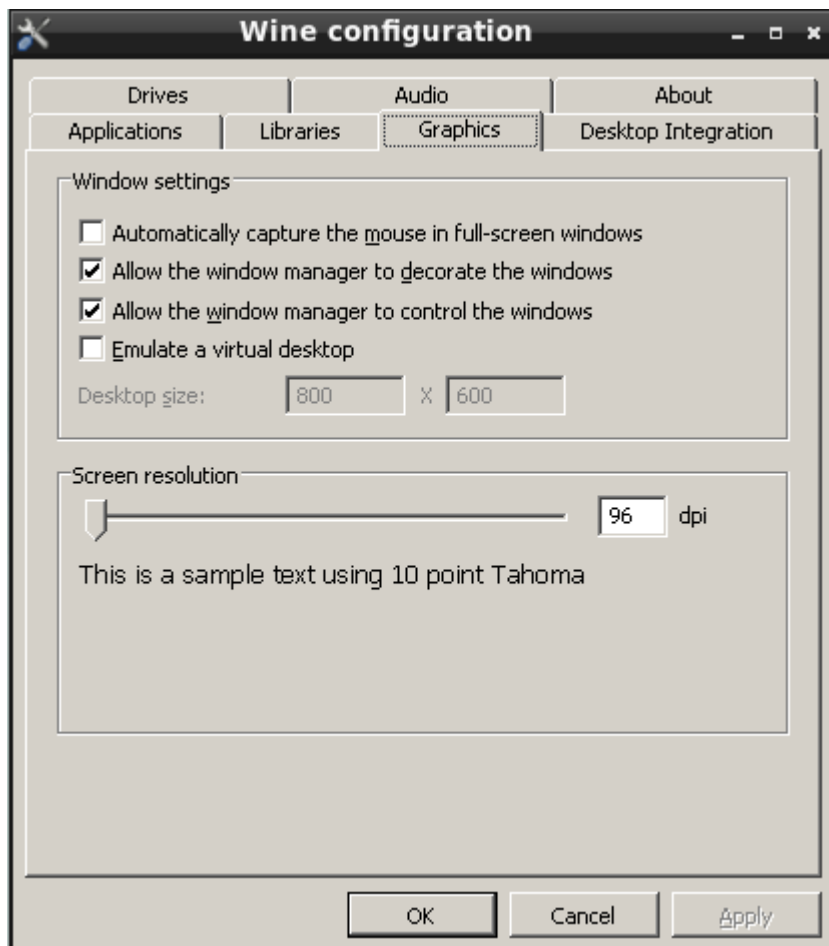 Wine configuration
Drives Audio About
Applications Libraries Graphics Desktop Integration
Window settings
Automatically capture the mouse in full-screen windows
Allow the window manager to decorate the windows
Allow the window manager to control the windows
Emulate a virtual desktop
Desktop size: 800 X 600
Screen resolution
96 dpi
This is a sample text using 10 point Tahoma
OK Cancel Apply